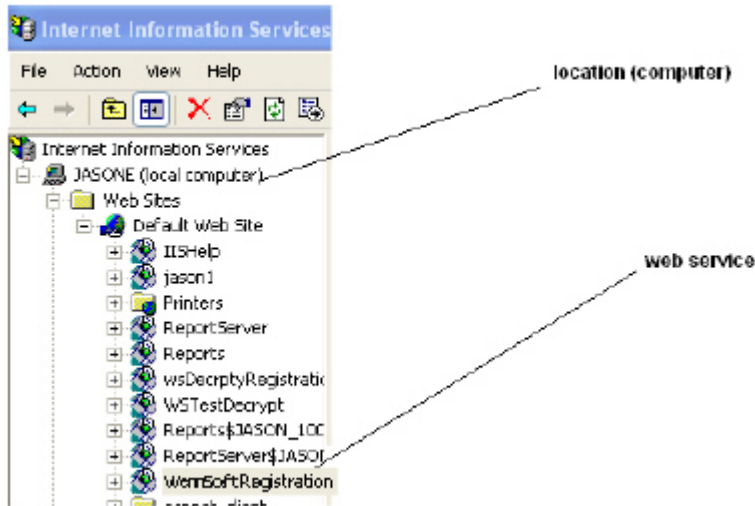 Internet Information Services
File Action View Help
location (computer)
Internet Information Services
JASONE (local computer)
Web Sites
Default Web Site
IISHelp
jason1
web service
Printers
ReportServer
Reports
wsDecrptyRegistratic
WSTestDecrypt
Reports$JASON_100
ReportServer$JASON
WennSoftRegistration